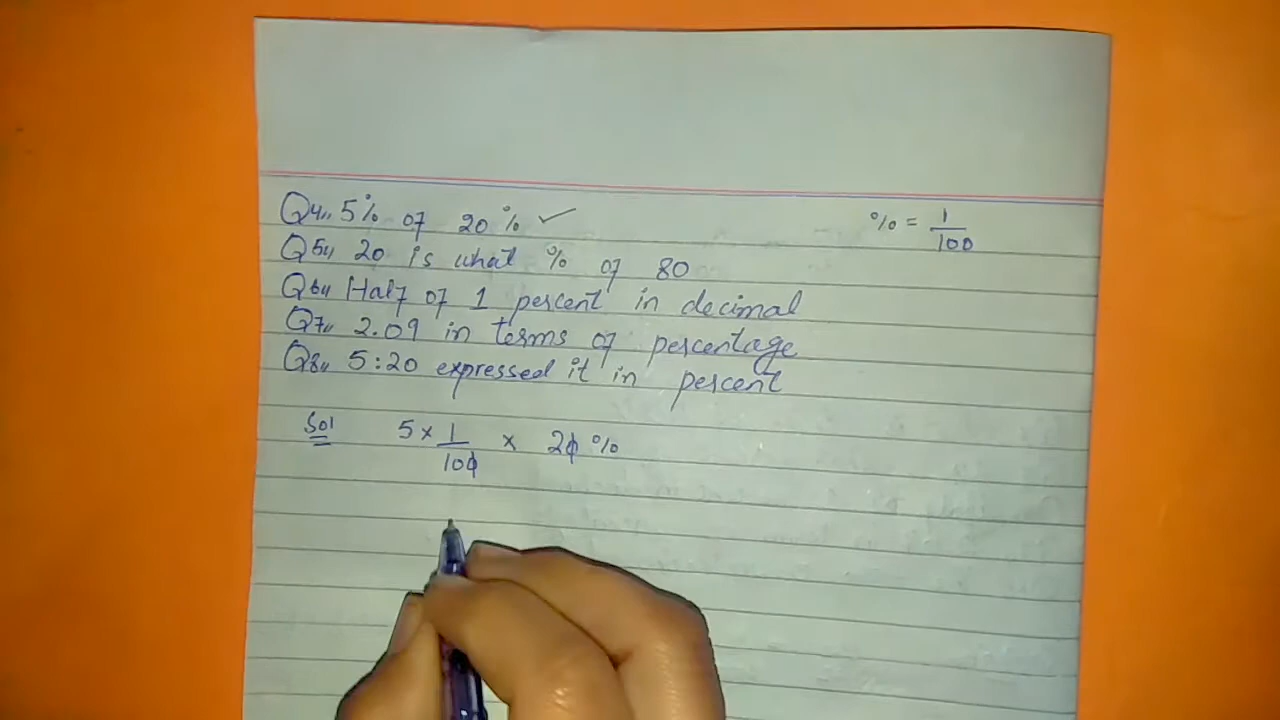 Q4,, 5% of 20% ✓
% = 1/100
Q5,, 20 is what % of 80
Q6,, Half of 1 percent in decimal
Q7,, 2.09 in terms of percentage
Q8,, 5:20 expressed it in percent
Sol 5 × 1/100 × 20 %